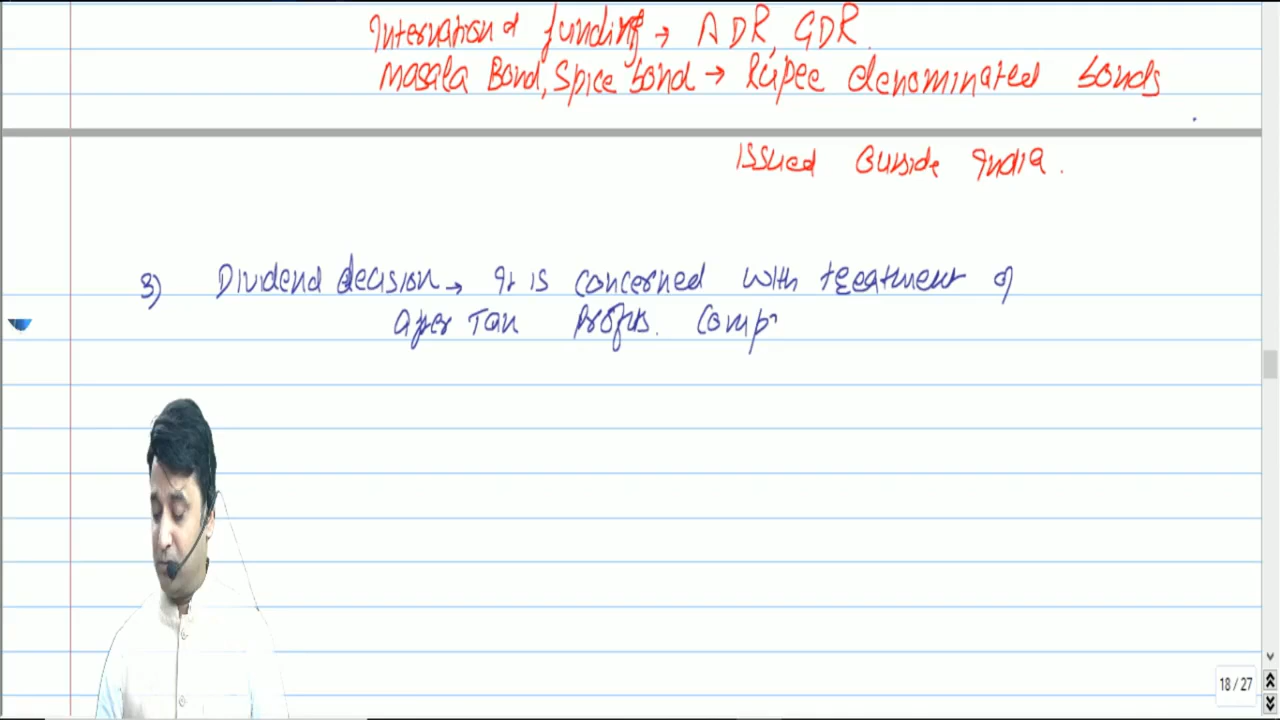 International funding → ADR, GDR.
Masala Bond, Spice bond → Rupee denominated bonds
issued outside India.
3) Dividend decision → It is concerned with treatment of
after Tax Profits. Comp
18 / 27